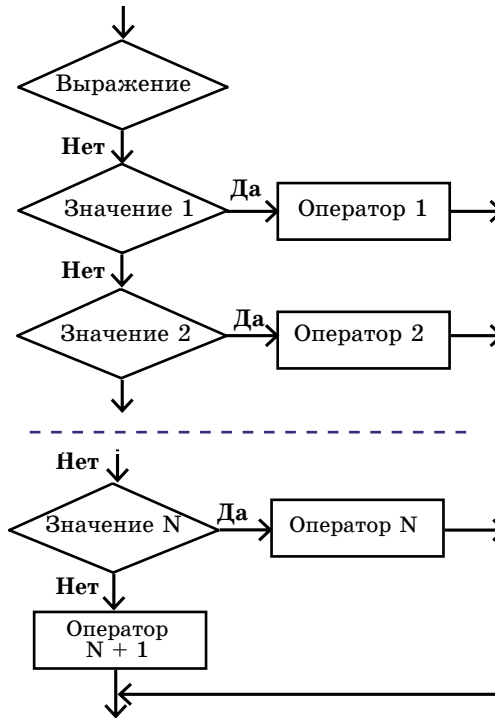 Выражение
Нет
Значение 1
Да
Оператор 1
Нет
Значение 2
Да
Оператор 2
Нет
Значение N
Да
Оператор N
Нет
Оператор
N + 1